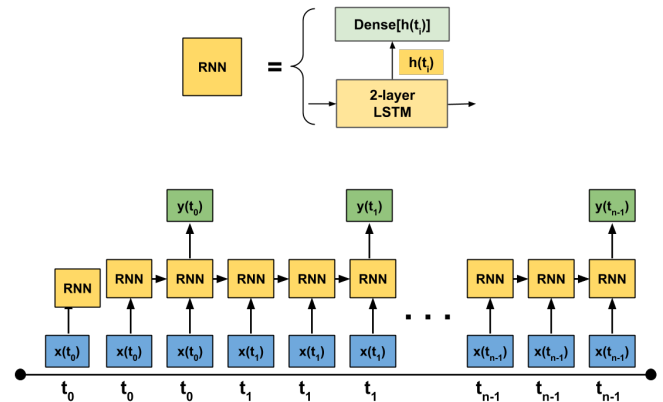 Dense[h(tᵢ)]
RNN = h(tᵢ)
2-layer
LSTM
y(t₀) y(t₁) y(tₙ₋₁)
RNN RNN RNN RNN RNN RNN RNN RNN RNN
x(t₀) x(t₀) x(t₀) x(t₁) x(t₁) x(t₁) . . . x(tₙ₋₁) x(tₙ₋₁) x(tₙ₋₁)
t₀ t₀ t₀ t₁ t₁ t₁ tₙ₋₁ tₙ₋₁ tₙ₋₁